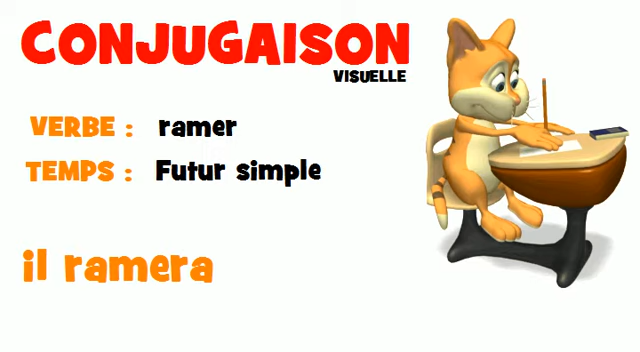 CONJUGAISON
VISUELLE
VERBE : ramer
TEMPS : Futur simple
il ramera